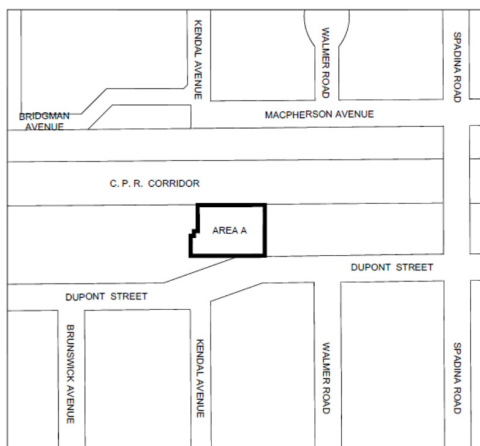 KENDAL AVENUE
WALMER ROAD
SPADINA ROAD
BRIDGMAN
AVENUE
MACPHERSON AVENUE
C. P. R. CORRIDOR
AREA A
DUPONT STREET
DUPONT STREET
BRUNSWICK AVENUE
KENDAL AVENUE
WALMER ROAD
SPADINA ROAD